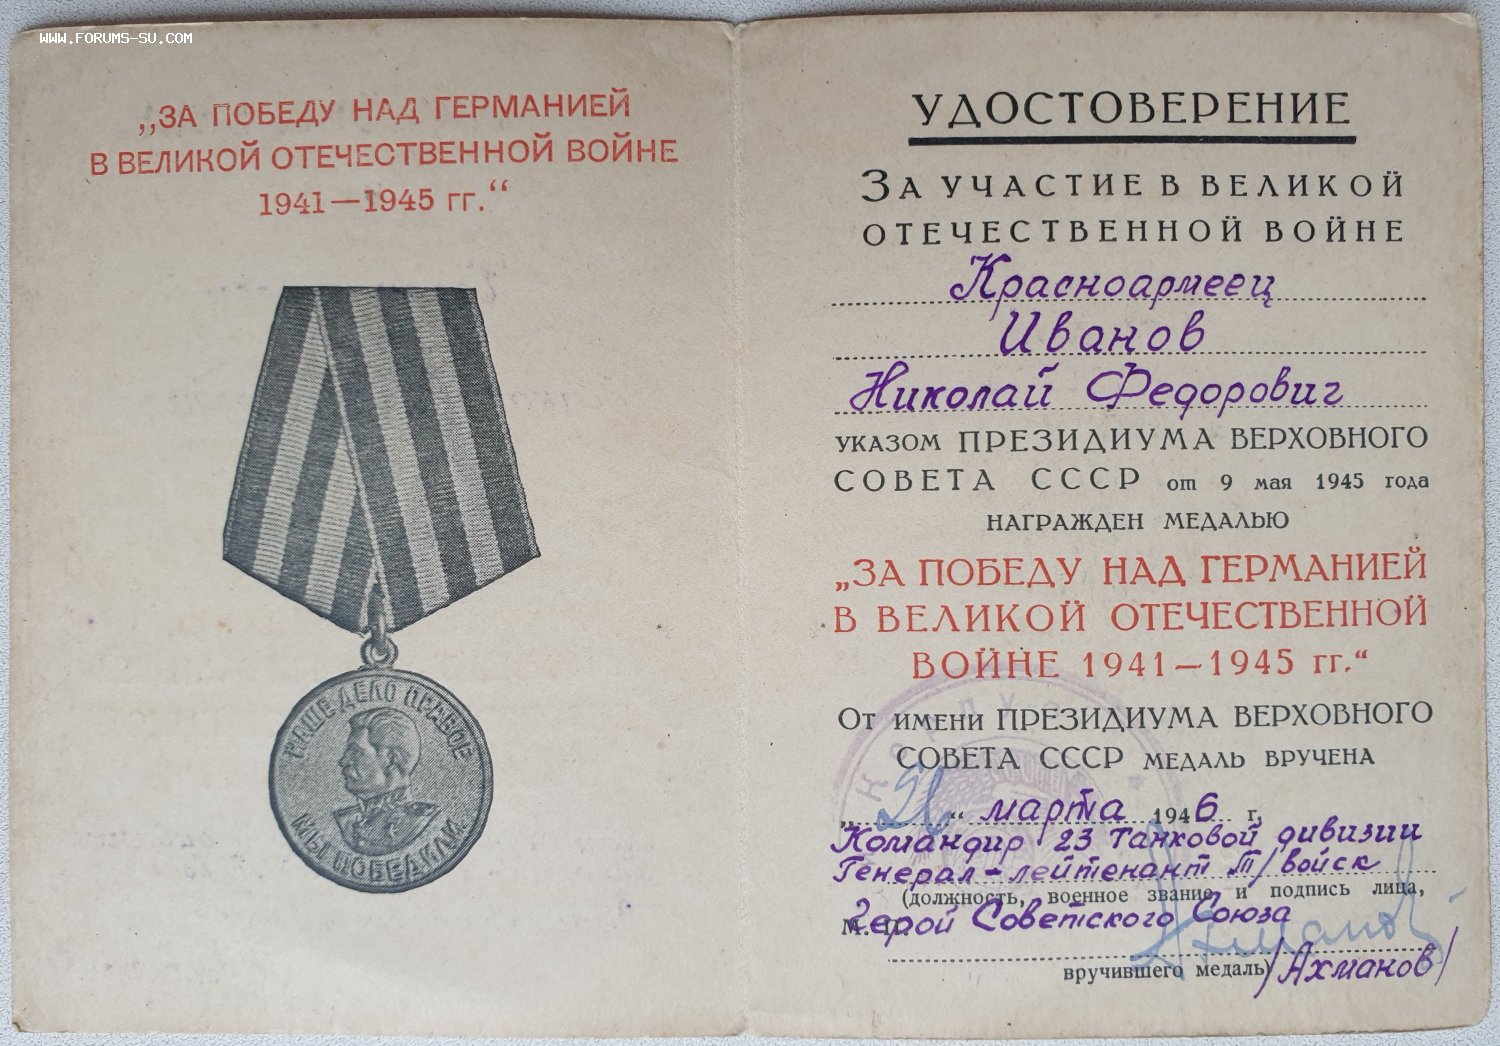 www.forums-su.com
„ЗА ПОБЕДУ НАД ГЕРМАНИЕЙ
В ВЕЛИКОЙ ОТЕЧЕСТВЕННОЙ ВОЙНЕ
1941—1945 гг.“
НАШЕ ДЕЛО ПРАВОЕ
МЫ ПОБЕДИЛИ
УДОСТОВЕРЕНИЕ
ЗА УЧАСТИЕ В ВЕЛИКОЙ
ОТЕЧЕСТВЕННОЙ ВОЙНЕ
Красноармеец
Иванов
Николай Федорович
УКАЗОМ ПРЕЗИДИУМА ВЕРХОВНОГО
СОВЕТА СССР от 9 мая 1945 года
НАГРАЖДЕН МЕДАЛЬЮ
„ЗА ПОБЕДУ НАД ГЕРМАНИЕЙ
В ВЕЛИКОЙ ОТЕЧЕСТВЕННОЙ
ВОЙНЕ 1941—1945 гг.“
ОТ ИМЕНИ ПРЕЗИДИУМА ВЕРХОВНОГО
СОВЕТА СССР МЕДАЛЬ ВРУЧЕНА
марта 1946 г.
Командир 23 Танковой дивизии
Генерал-лейтенант Т/войск
(должность, военное звание и подпись лица,
М. П. Герой Советского Союза
вручившего медаль) /Ахманов/